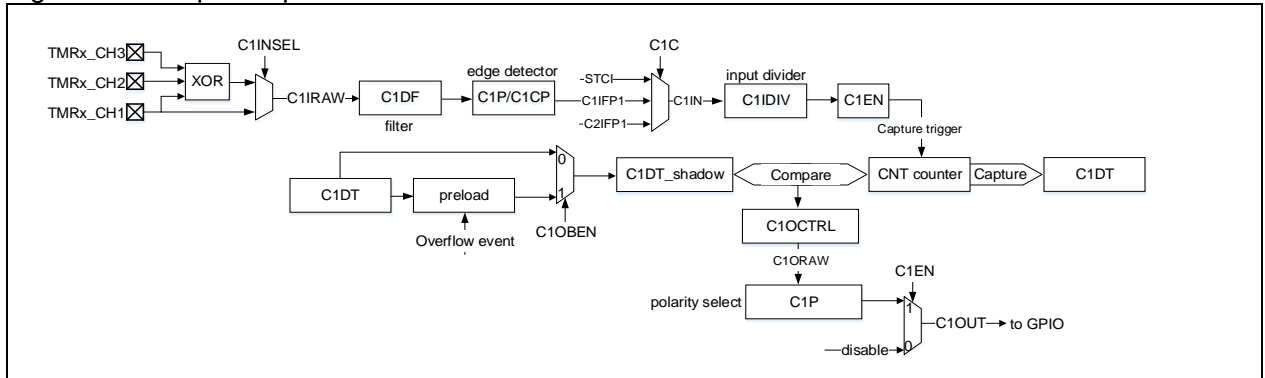 TMRx_CH3
TMRx_CH2
TMRx_CH1
XOR
C1INSEL
C1IRAW
C1DF
filter
edge detector
C1P/C1CP
STCI
C1IFP1
C2IFP1
C1C
C1IN
input divider
C1IDIV
C1EN
Capture trigger
C1DT
preload
Overflow event
0
1
C1OBEN
C1DT_shadow
Compare
CNT counter
Capture
C1DT
C1OCTRL
C1ORAW
polarity select
C1P
C1EN
1
0
disable
C1OUT
to GPIO